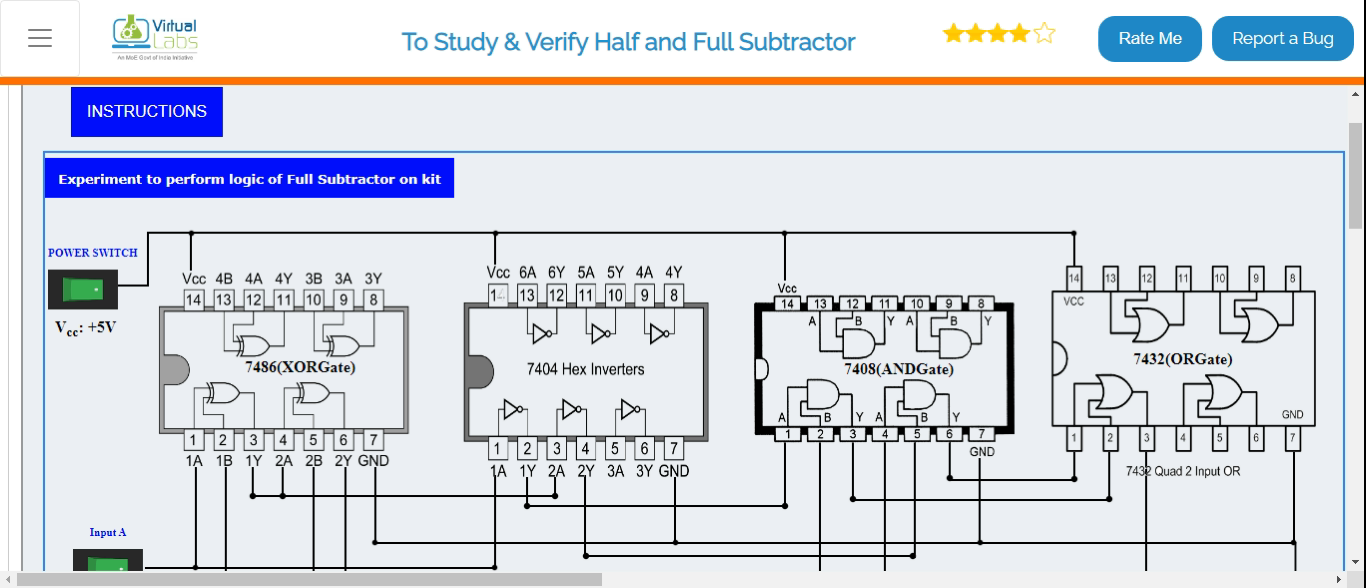 Virtual
Labs
An MoE Govt of India Initiative
To Study & Verify Half and Full Subtractor
Rate Me
Report a Bug
INSTRUCTIONS
Experiment to perform logic of Full Subtractor on kit
POWER SWITCH
Vcc: +5V
Vcc 4B 4A 4Y 3B 3A 3Y
14 13 12 11 10 9 8
7486(XORGate)
1 2 3 4 5 6 7
1A 1B 1Y 2A 2B 2Y GND
Vcc 6A 6Y 5A 5Y 4A 4Y
14 13 12 11 10 9 8
7404 Hex Inverters
1 2 3 4 5 6 7
1A 1Y 2A 2Y 3A 3Y GND
Vcc
14 13 12 11 10 9 8
A B Y A B Y
7408(ANDGate)
A B Y A B Y
1 2 3 4 5 6 7
GND
14 13 12 11 10 9 8
VCC
7432(ORGate)
GND
1 2 3 4 5 6 7
7432 Quad 2 Input OR
Input A